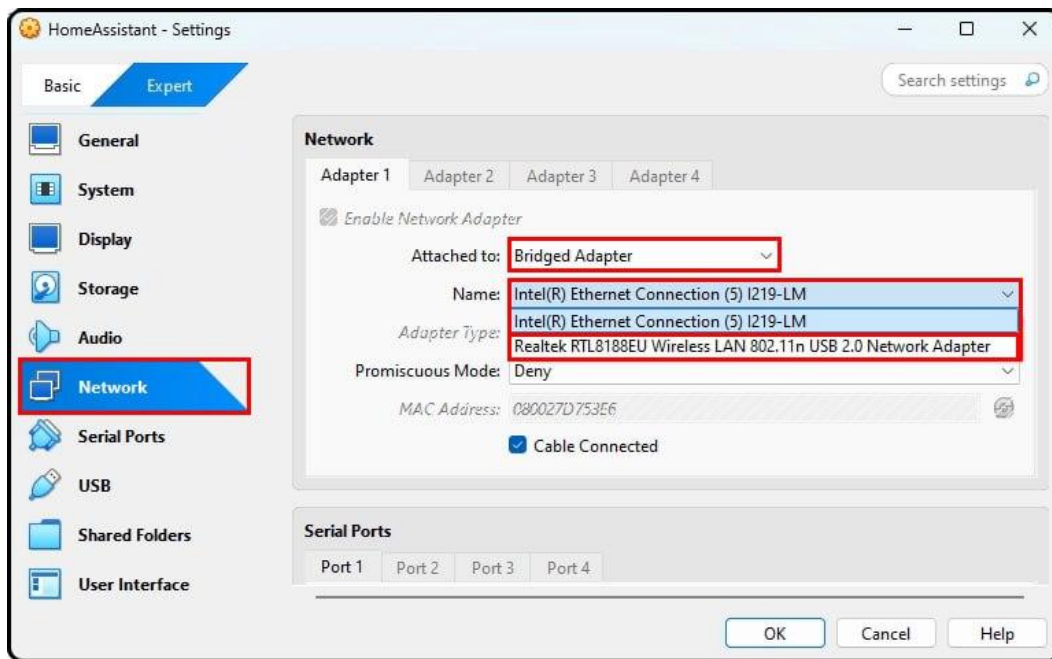 HomeAssistant - Settings
Basic
Expert
Search settings
General
System
Display
Storage
Audio
Network
Serial Ports
USB
Shared Folders
User Interface
Network
Adapter 1
Adapter 2
Adapter 3
Adapter 4
Enable Network Adapter
Attached to: Bridged Adapter
Name: Intel(R) Ethernet Connection (5) I219-LM
Intel(R) Ethernet Connection (5) I219-LM
Adapter Type:
Realtek RTL8188EU Wireless LAN 802.11n USB 2.0 Network Adapter
Promiscuous Mode: Deny
MAC Address: 080027D753E6
Cable Connected
Serial Ports
Port 1
Port 2
Port 3
Port 4
OK
Cancel
Help